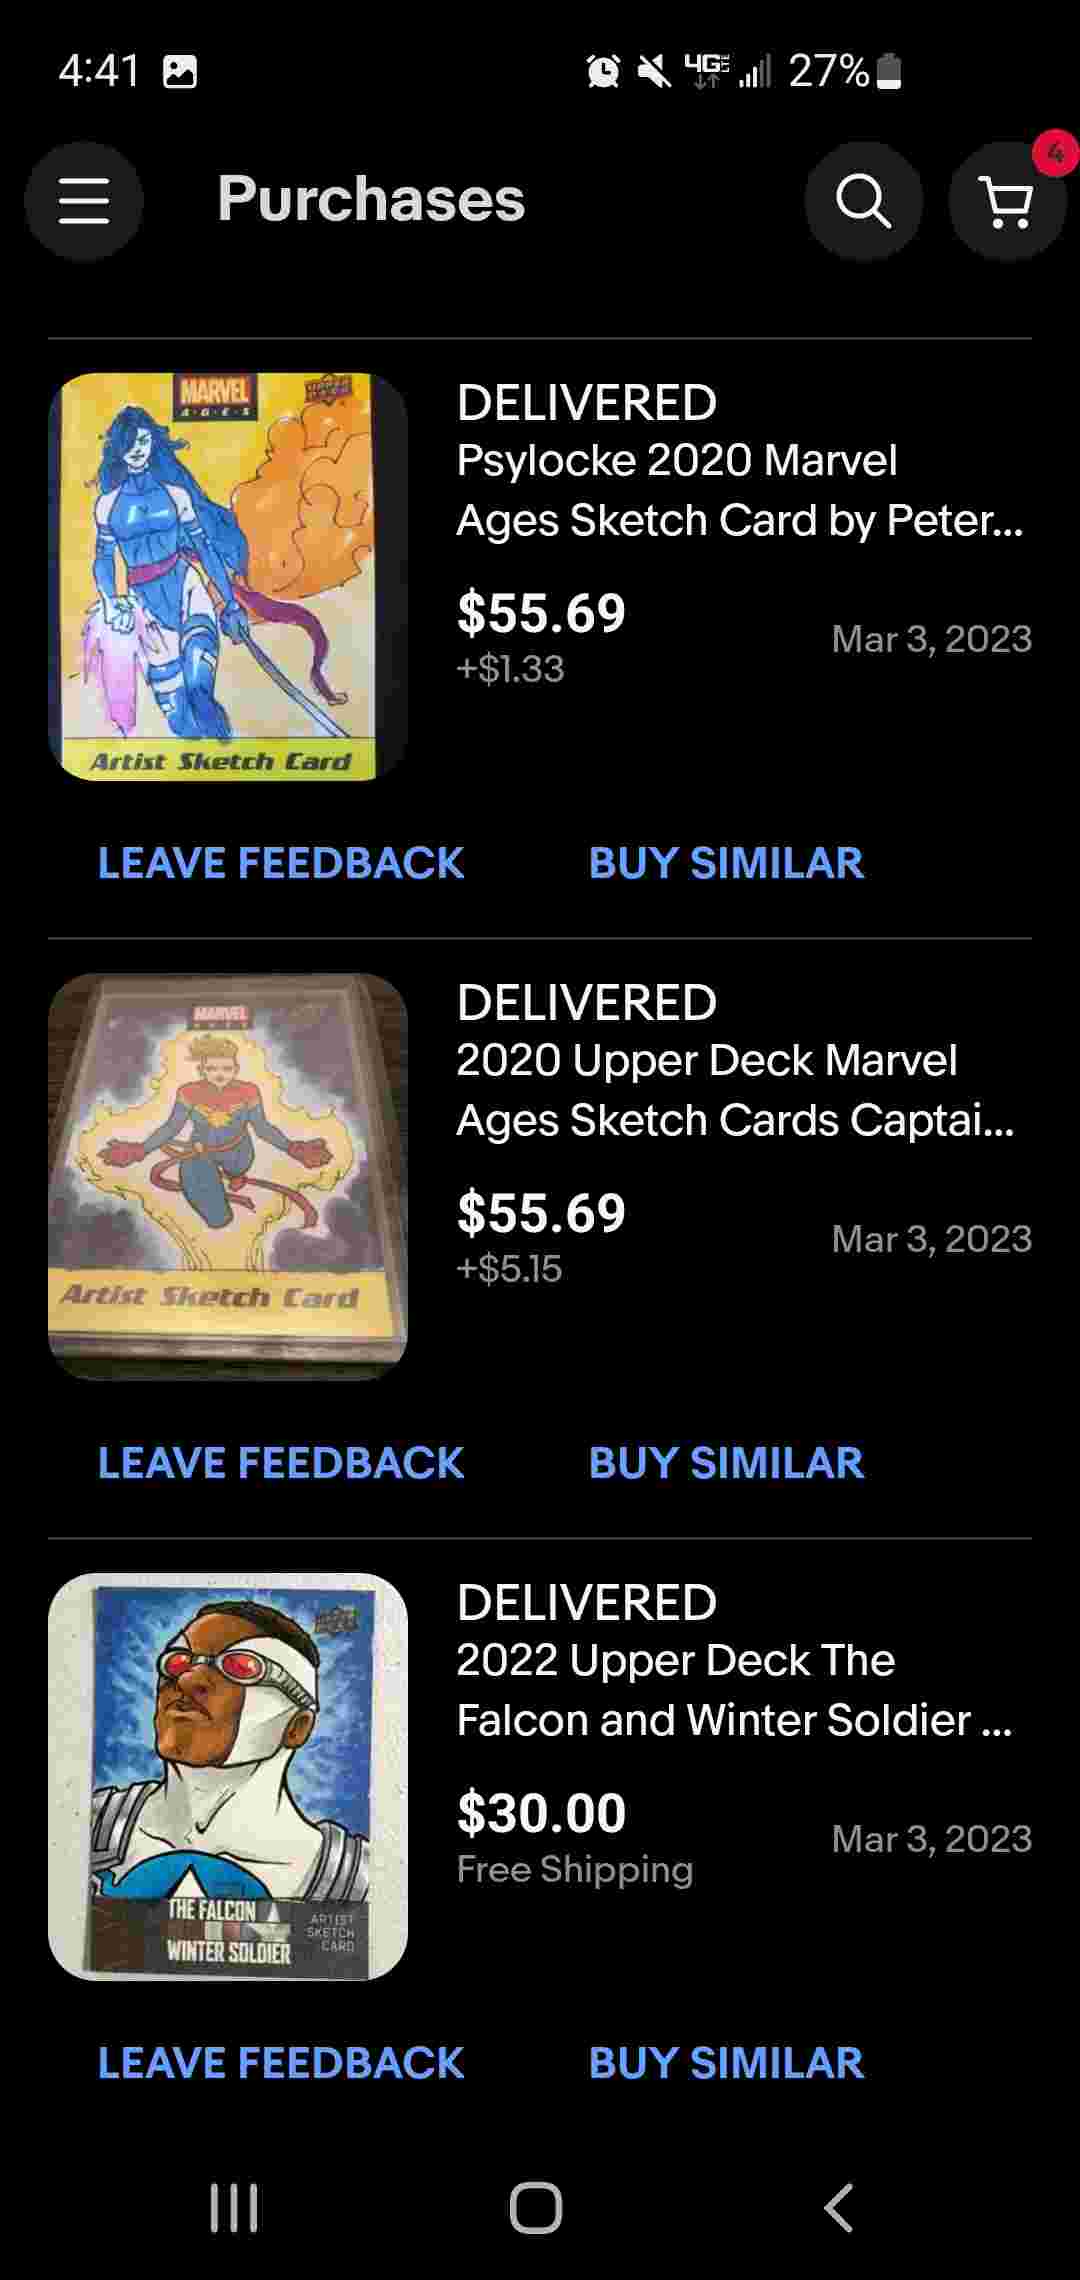 4:41
4G LTE
27%
Purchases
4
MARVEL
AGES
UPPER DECK
Artist Sketch Card
DELIVERED
Psylocke 2020 Marvel
Ages Sketch Card by Peter...
$55.69
+$1.33
Mar 3, 2023
LEAVE FEEDBACK
BUY SIMILAR
MARVEL
AGES
Artist Sketch Card
DELIVERED
2020 Upper Deck Marvel
Ages Sketch Cards Captai...
$55.69
+$5.15
Mar 3, 2023
LEAVE FEEDBACK
BUY SIMILAR
THE FALCON
WINTER SOLDIER
ARTIST
SKETCH
CARD
DELIVERED
2022 Upper Deck The
Falcon and Winter Soldier ...
$30.00
Free Shipping
Mar 3, 2023
LEAVE FEEDBACK
BUY SIMILAR